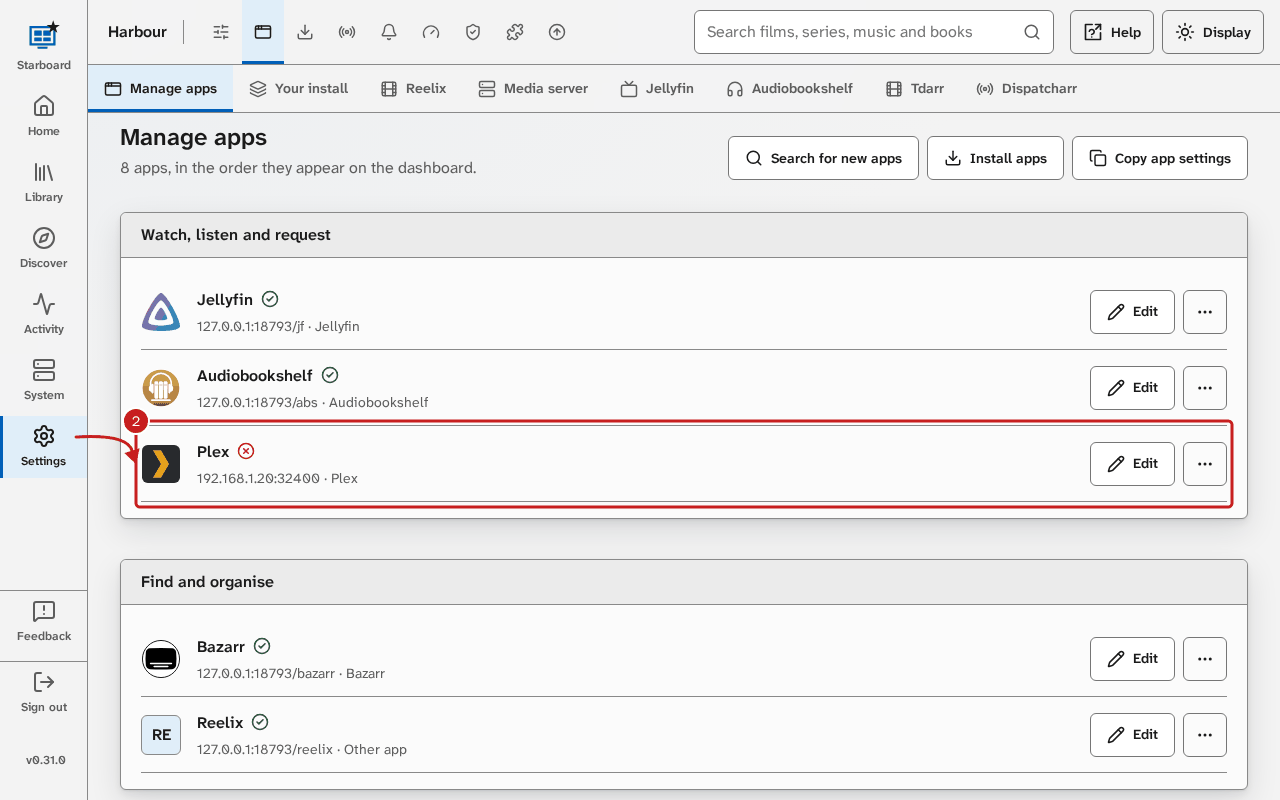 Starboard
Home
Library
Discover
Activity
System
Settings
Feedback
Sign out
v0.31.0
Harbour
Search films, series, music and books
Help
Display
Manage apps
Your install
Reelix
Media server
Jellyfin
Audiobookshelf
Tdarr
Dispatcharr
Manage apps
8 apps, in the order they appear on the dashboard.
Search for new apps
Install apps
Copy app settings
Watch, listen and request
Jellyfin
127.0.0.1:18793/jf · Jellyfin
Edit
Audiobookshelf
127.0.0.1:18793/abs · Audiobookshelf
Edit
2
Plex
192.168.1.20:32400 · Plex
Edit
Find and organise
Bazarr
127.0.0.1:18793/bazarr · Bazarr
Edit
RE
Reelix
127.0.0.1:18793/reelix · Other app
Edit